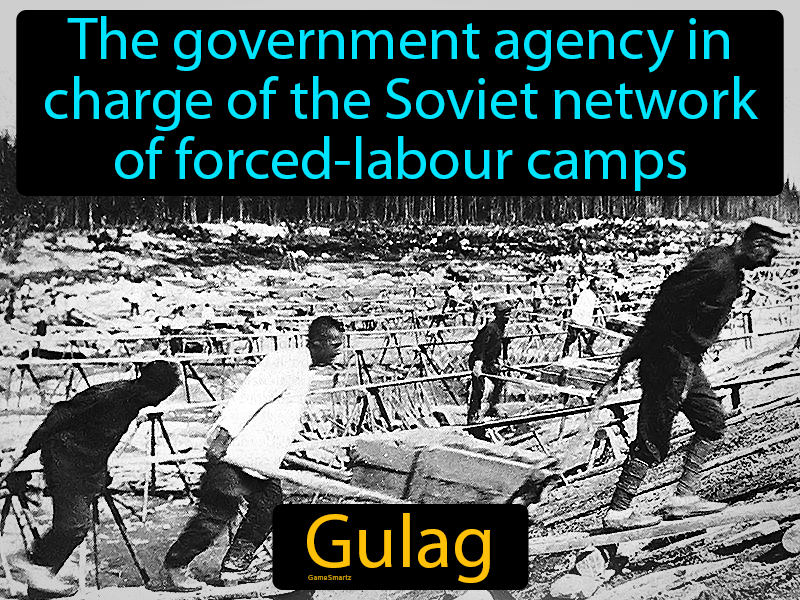 The government agency in
charge of the Soviet network
of forced-labour camps
Gulag
GameSmartz